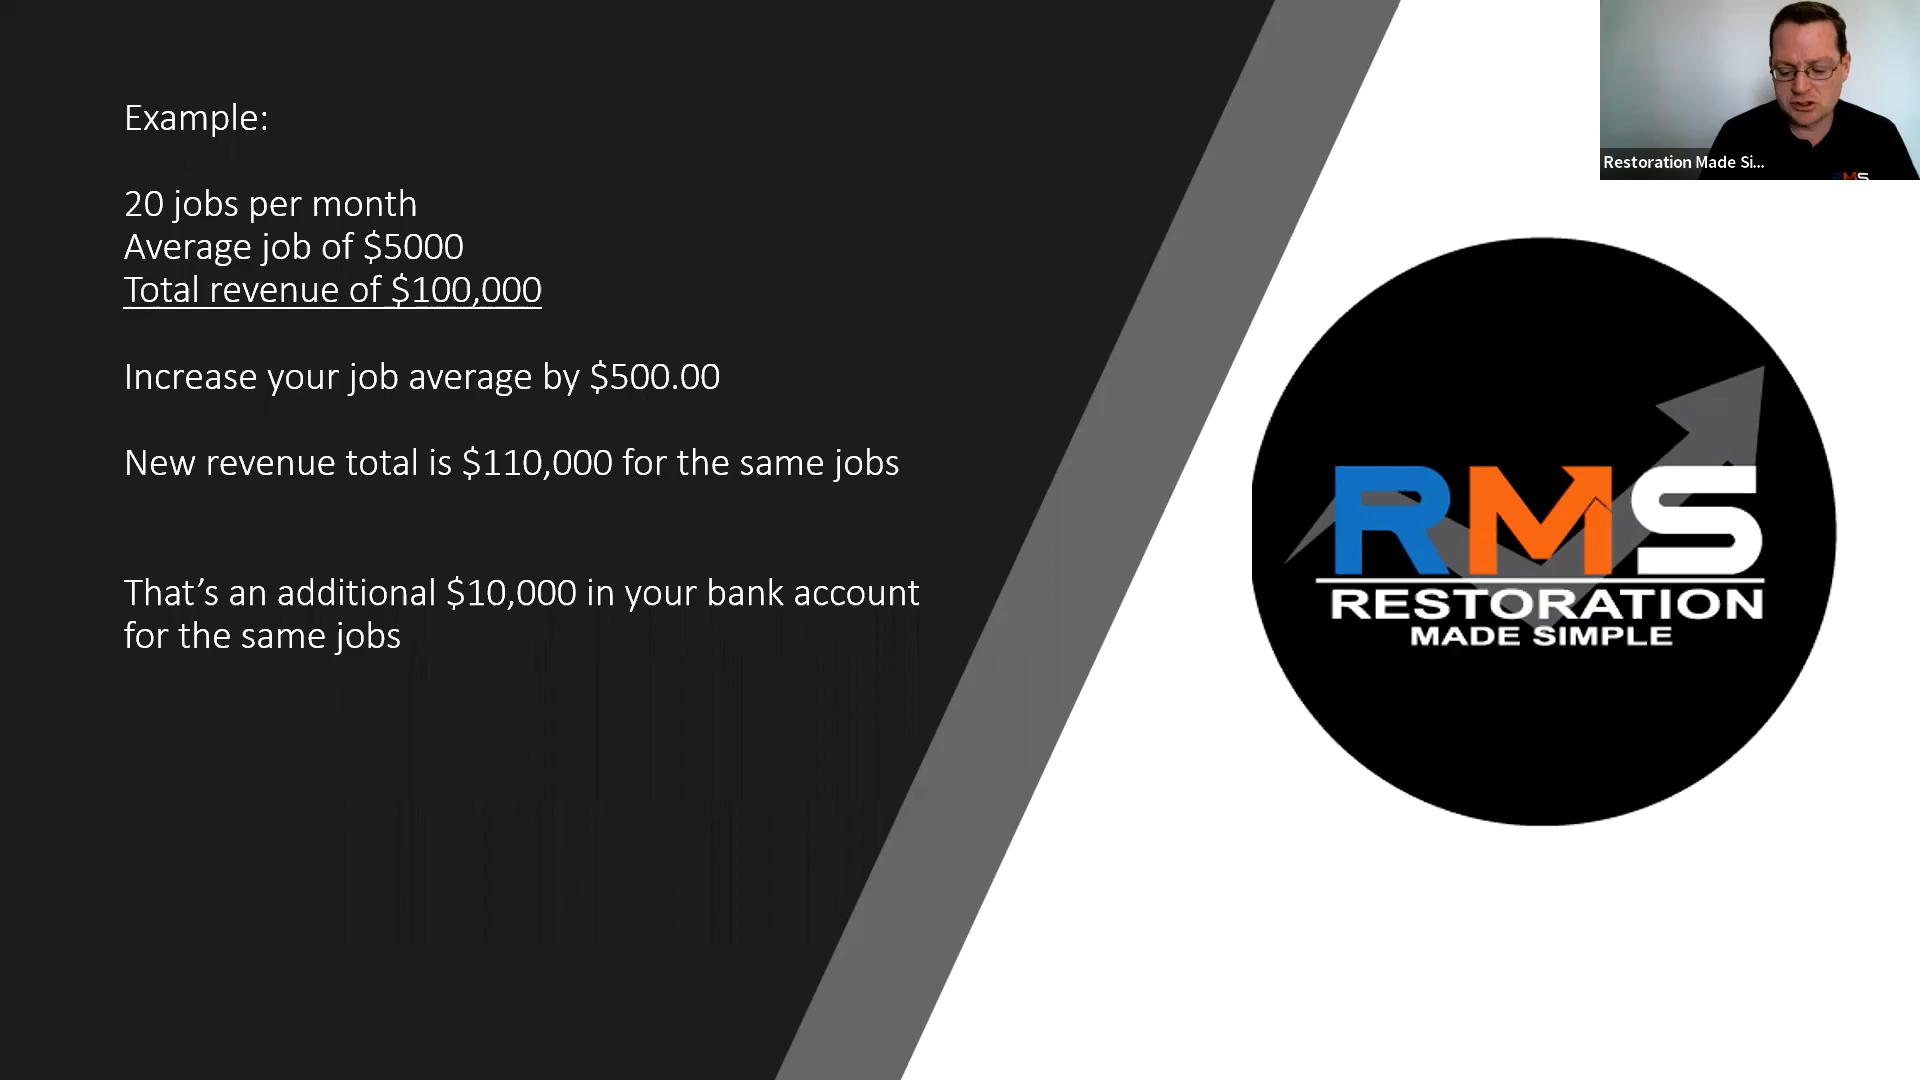 Example:
20 jobs per month
Average job of $5000
Total revenue of $100,000
Increase your job average by $500.00
New revenue total is $110,000 for the same jobs
That’s an additional $10,000 in your bank account
for the same jobs
Restoration Made Si...
RMS
RMS
RESTORATION
MADE SIMPLE